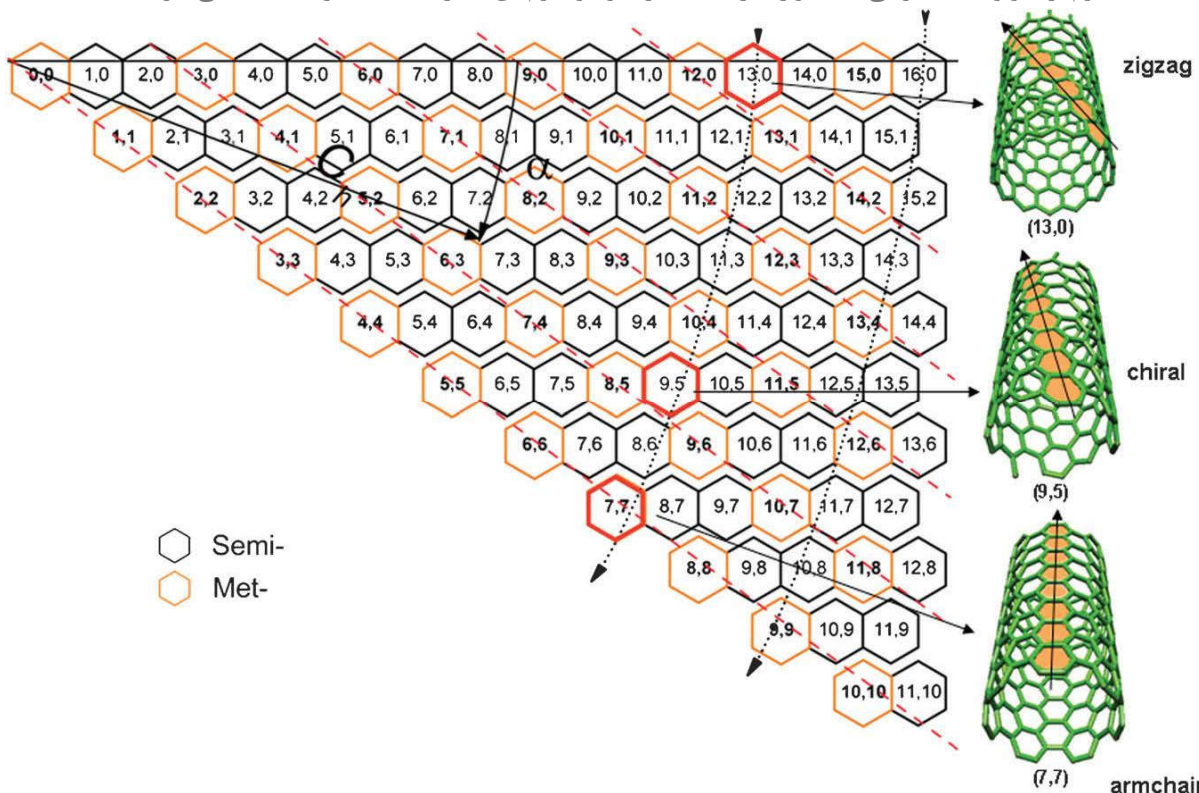 0,0 1,0 2,0 3,0 4,0 5,0 6,0 7,0 8,0 9,0 10,0 11,0 12,0 13,0 14,0 15,0 16,0
zigzag
1,1 2,1 3,1 4,1 5,1 6,1 7,1 8,1 9,1 10,1 11,1 12,1 13,1 14,1 15,1
Ch
α
2,2 3,2 4,2 5,2 6,2 7,2 8,2 9,2 10,2 11,2 12,2 13,2 14,2 15,2
(13,0)
3,3 4,3 5,3 6,3 7,3 8,3 9,3 10,3 11,3 12,3 13,3 14,3
4,4 5,4 6,4 7,4 8,4 9,4 10,4 11,4 12,4 13,4 14,4
chiral
5,5 6,5 7,5 8,5 9,5 10,5 11,5 12,5 13,5
6,6 7,6 8,6 9,6 10,6 11,6 12,6 13,6
(9,5)
7,7 8,7 9,7 10,7 11,7 12,7
Semi-
8,8 9,8 10,8 11,8 12,8
Met-
9,9 10,9 11,9
10,10 11,10
(7,7)
armchair